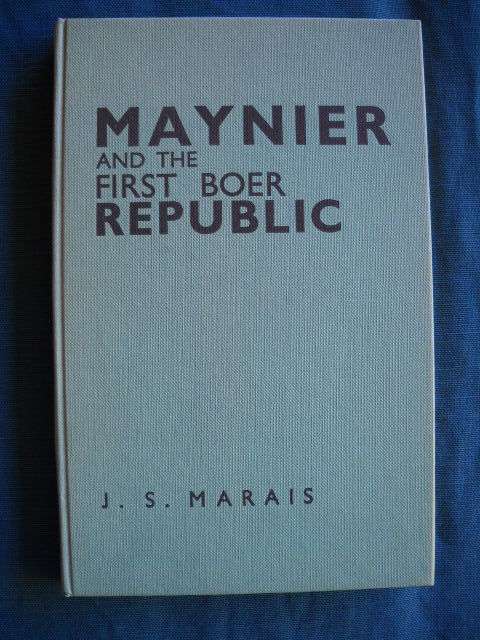 MAYNIER
AND THE
FIRST BOER
REPUBLIC
J. S. MARAIS